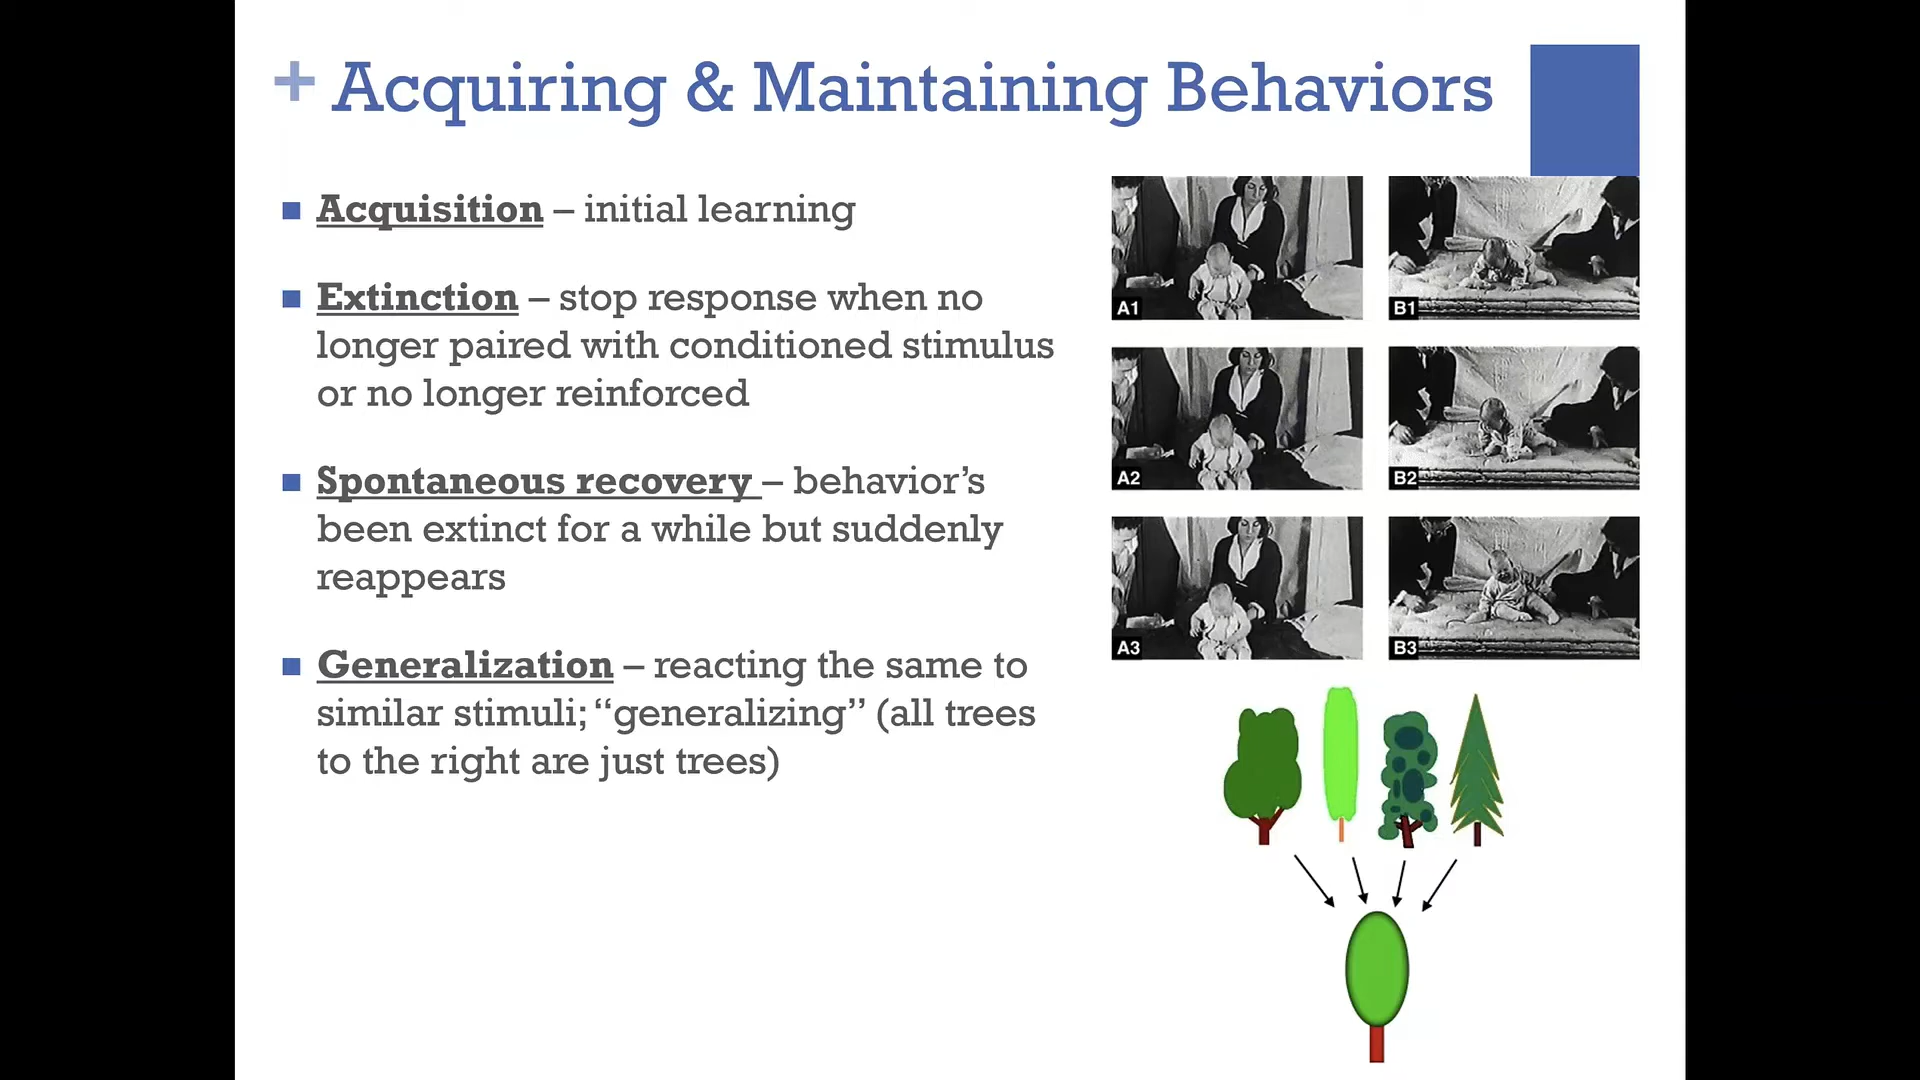 + Acquiring & Maintaining Behaviors
■ Acquisition – initial learning
■ Extinction – stop response when no
longer paired with conditioned stimulus
or no longer reinforced
■ Spontaneous recovery – behavior’s
been extinct for a while but suddenly
reappears
■ Generalization – reacting the same to
similar stimuli; “generalizing” (all trees
to the right are just trees)
A1
B1
A2
B2
A3
B3